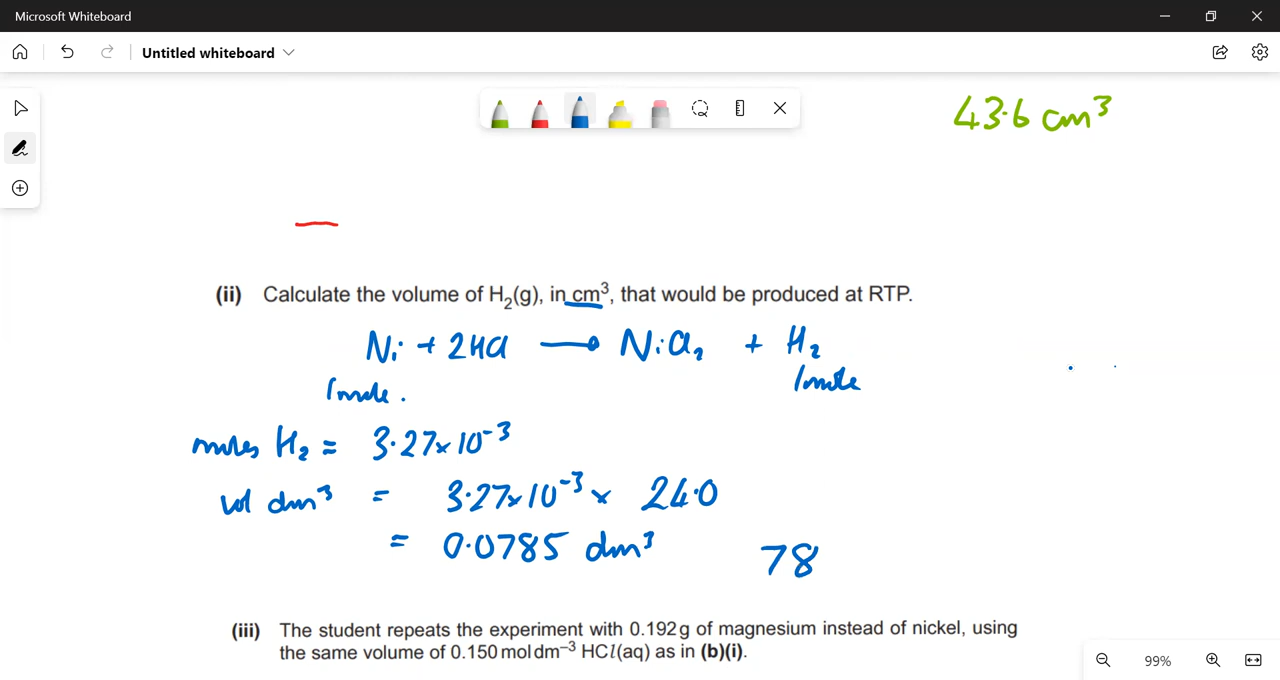 Microsoft Whiteboard
Untitled whiteboard
43.6 cm³
(ii) Calculate the volume of H₂(g), in cm³, that would be produced at RTP.
Ni + 2HCl → NiCl₂ + H₂
1mole. 1mole
moles H₂ = 3.27×10⁻³
vol dm³ = 3.27×10⁻³ × 24.0
= 0.0785 dm³ 78
(iii) The student repeats the experiment with 0.192 g of magnesium instead of nickel, using
the same volume of 0.150 mol dm⁻³ HCl(aq) as in (b)(i).
99%